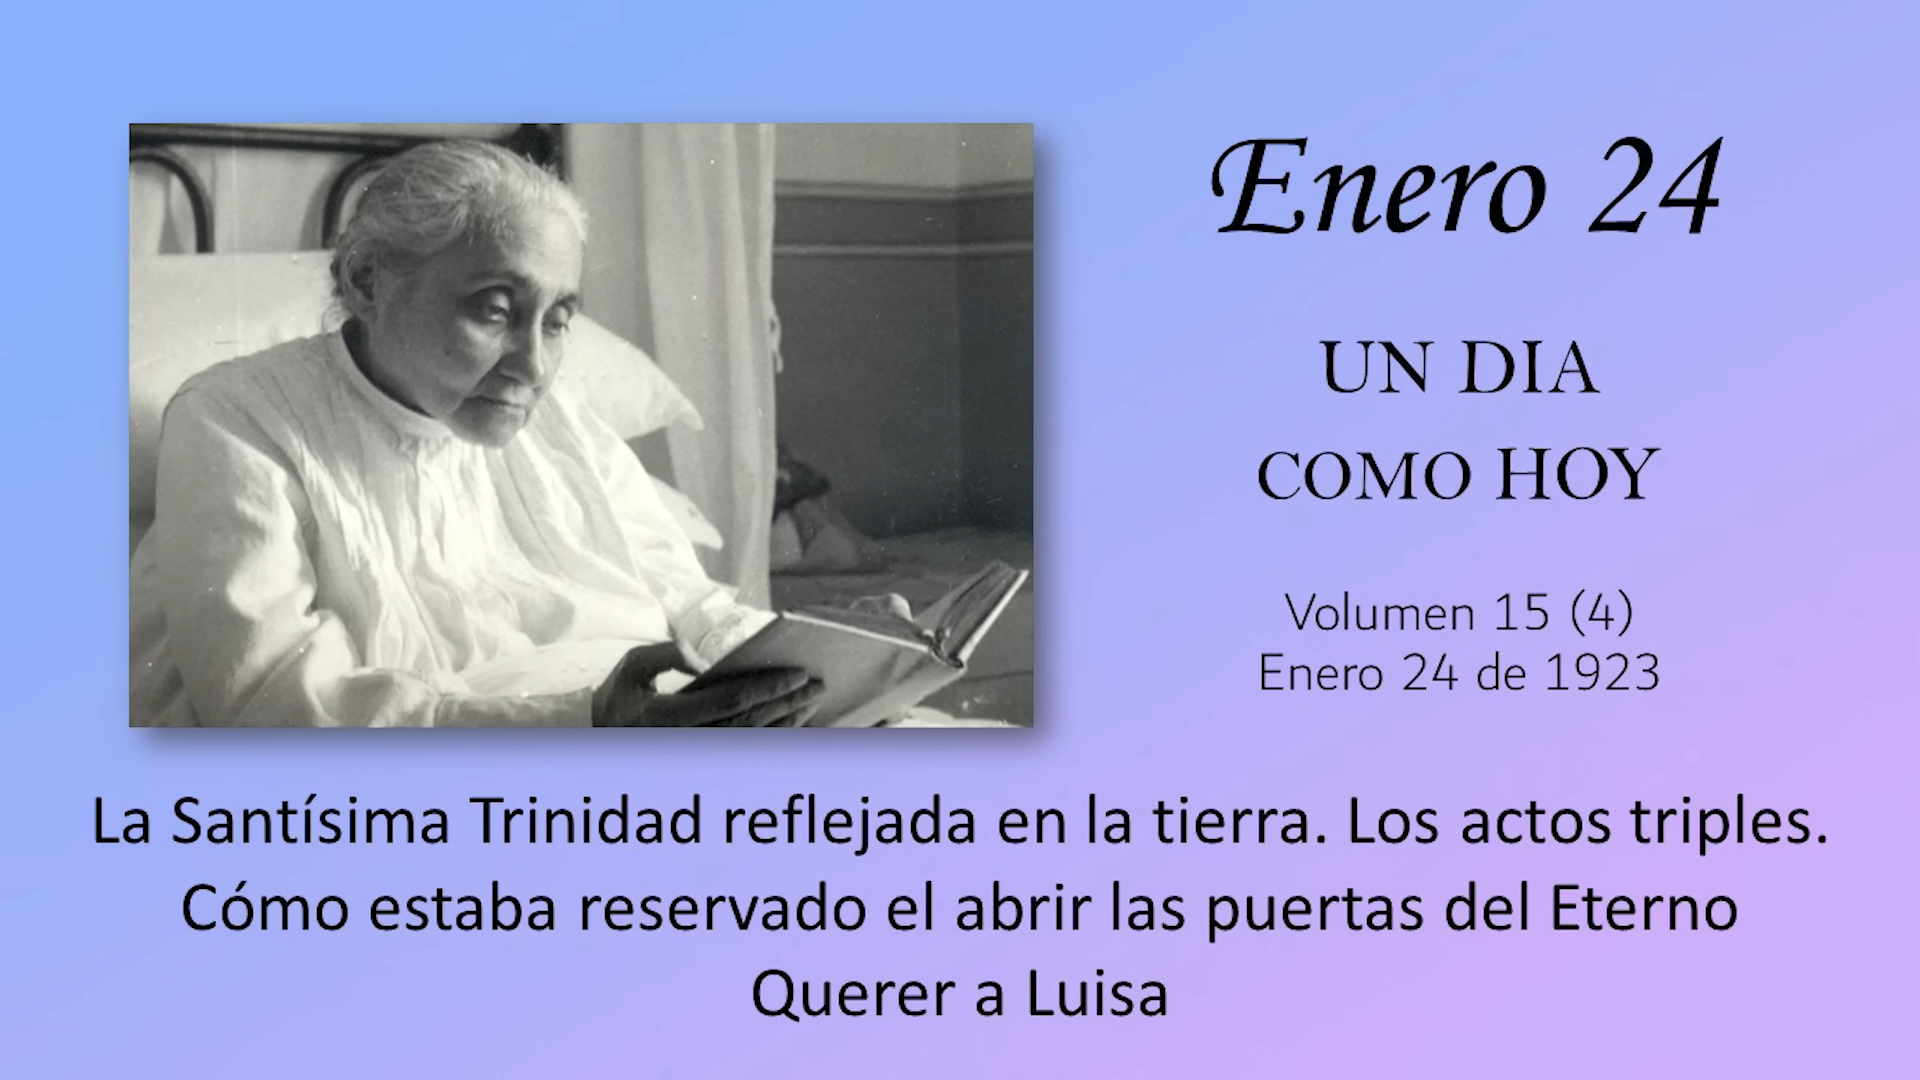 Enero 24
UN DIA
COMO HOY
Volumen 15 (4)
Enero 24 de 1923
La Santísima Trinidad reflejada en la tierra. Los actos triples.
Cómo estaba reservado el abrir las puertas del Eterno
Querer a Luisa